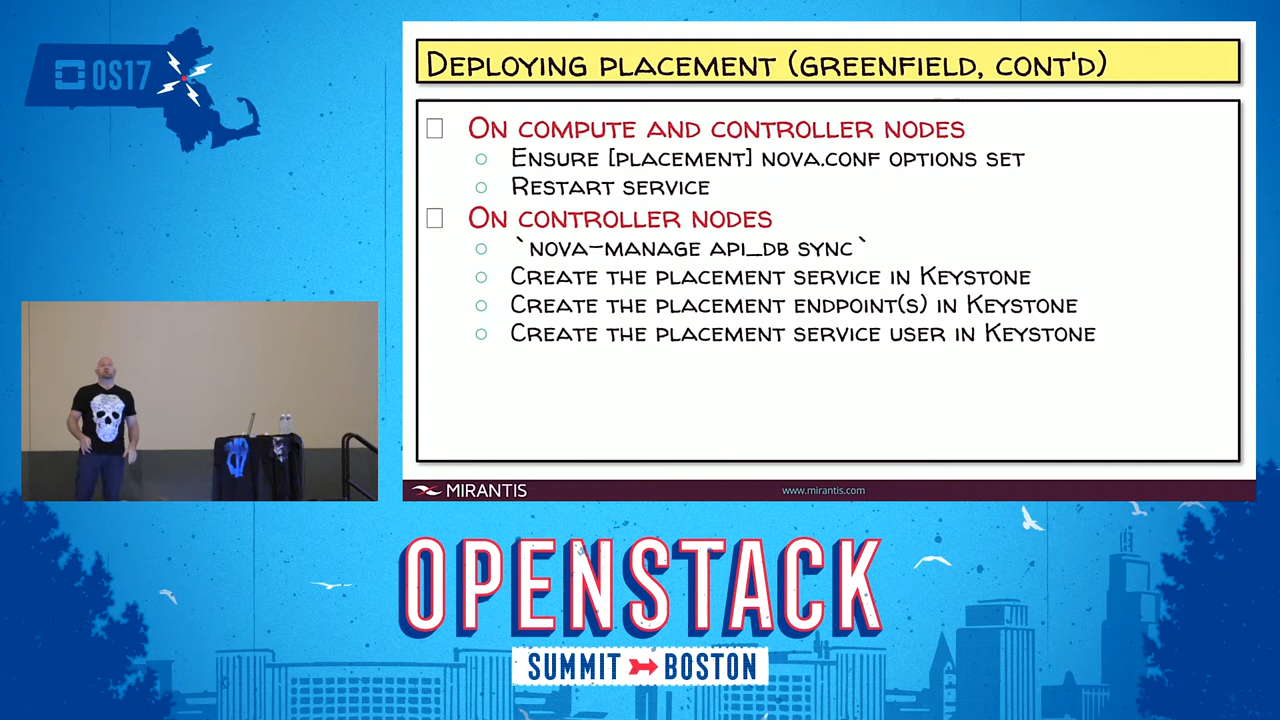 OS17
DEPLOYING PLACEMENT (GREENFIELD, CONT'D)
ON COMPUTE AND CONTROLLER NODES
ENSURE [PLACEMENT] NOVA.CONF OPTIONS SET
RESTART SERVICE
ON CONTROLLER NODES
`NOVA-MANAGE API_DB SYNC`
CREATE THE PLACEMENT SERVICE IN KEYSTONE
CREATE THE PLACEMENT ENDPOINT(S) IN KEYSTONE
CREATE THE PLACEMENT SERVICE USER IN KEYSTONE
MIRANTIS
www.mirantis.com
OPENSTACK
SUMMIT BOSTON